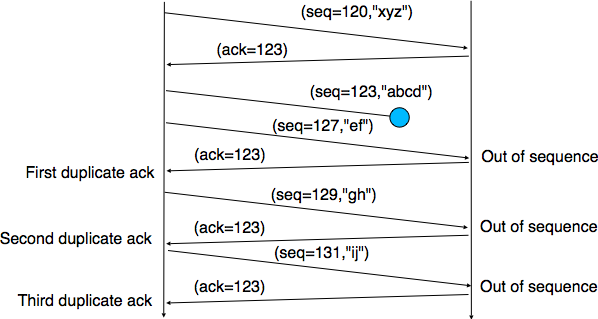 (seq=120,"xyz")
(ack=123)
(seq=123,"abcd")
(seq=127,"ef")
(ack=123)
Out of sequence
First duplicate ack
(seq=129,"gh")
(ack=123)
Out of sequence
Second duplicate ack
(seq=131,"ij")
(ack=123)
Out of sequence
Third duplicate ack